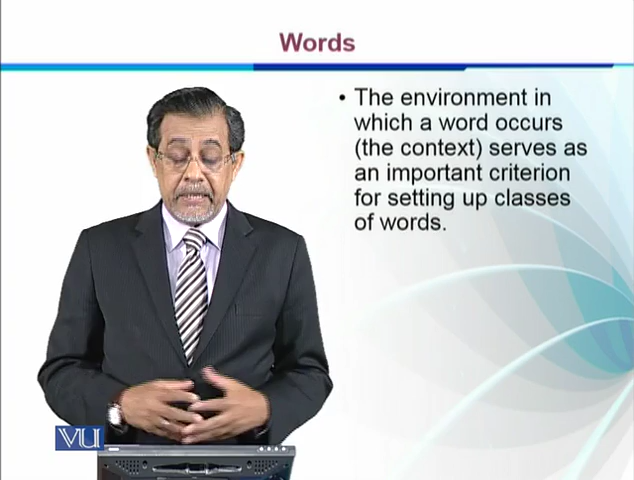 Words
• The environment in
which a word occurs
(the context) serves as
an important criterion
for setting up classes
of words.
VU